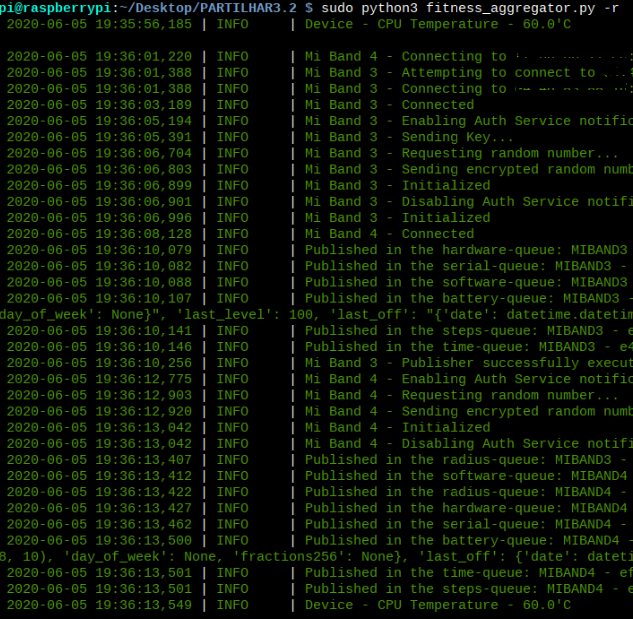 pi@raspberrypi:~/Desktop/PARTILHAR3.2 $ sudo python3 fitness_aggregator.py -r
2020-06-05 19:35:56,185 | INFO | Device - CPU Temperature - 60.0'C
2020-06-05 19:36:01,220 | INFO | Mi Band 4 - Connecting to
2020-06-05 19:36:01,388 | INFO | Mi Band 3 - Attempting to connect to
2020-06-05 19:36:01,388 | INFO | Mi Band 3 - Connecting to
2020-06-05 19:36:03,189 | INFO | Mi Band 3 - Connected
2020-06-05 19:36:05,194 | INFO | Mi Band 3 - Enabling Auth Service notific
2020-06-05 19:36:05,391 | INFO | Mi Band 3 - Sending Key...
2020-06-05 19:36:06,704 | INFO | Mi Band 3 - Requesting random number...
2020-06-05 19:36:06,803 | INFO | Mi Band 3 - Sending encrypted random numb
2020-06-05 19:36:06,899 | INFO | Mi Band 3 - Initialized
2020-06-05 19:36:06,901 | INFO | Mi Band 3 - Disabling Auth Service notifi
2020-06-05 19:36:06,996 | INFO | Mi Band 3 - Initialized
2020-06-05 19:36:08,128 | INFO | Mi Band 4 - Connected
2020-06-05 19:36:10,079 | INFO | Published in the hardware-queue: MIBAND3
2020-06-05 19:36:10,082 | INFO | Published in the serial-queue: MIBAND3 -
2020-06-05 19:36:10,088 | INFO | Published in the software-queue: MIBAND3
2020-06-05 19:36:10,107 | INFO | Published in the battery-queue: MIBAND3 -
day_of_week': None}", 'last_level': 100, 'last_off': "{'date': datetime.datetim
2020-06-05 19:36:10,141 | INFO | Published in the steps-queue: MIBAND3 - e
2020-06-05 19:36:10,146 | INFO | Published in the time-queue: MIBAND3 - e4
2020-06-05 19:36:10,256 | INFO | Mi Band 3 - Publisher successfully execut
2020-06-05 19:36:12,775 | INFO | Mi Band 4 - Enabling Auth Service notific
2020-06-05 19:36:12,903 | INFO | Mi Band 4 - Requesting random number...
2020-06-05 19:36:12,920 | INFO | Mi Band 4 - Sending encrypted random numb
2020-06-05 19:36:13,042 | INFO | Mi Band 4 - Initialized
2020-06-05 19:36:13,042 | INFO | Mi Band 4 - Disabling Auth Service notifi
2020-06-05 19:36:13,407 | INFO | Published in the radius-queue: MIBAND3 -
2020-06-05 19:36:13,412 | INFO | Published in the software-queue: MIBAND4
2020-06-05 19:36:13,422 | INFO | Published in the radius-queue: MIBAND4 -
2020-06-05 19:36:13,427 | INFO | Published in the hardware-queue: MIBAND4
2020-06-05 19:36:13,462 | INFO | Published in the serial-queue: MIBAND4 -
2020-06-05 19:36:13,500 | INFO | Published in the battery-queue: MIBAND4 -
8, 10), 'day_of_week': None, 'fractions256': None}, 'last_off': {'date': dateti
2020-06-05 19:36:13,501 | INFO | Published in the time-queue: MIBAND4 - ef
2020-06-05 19:36:13,501 | INFO | Published in the steps-queue: MIBAND4 - e
2020-06-05 19:36:13,549 | INFO | Device - CPU Temperature - 60.0'C